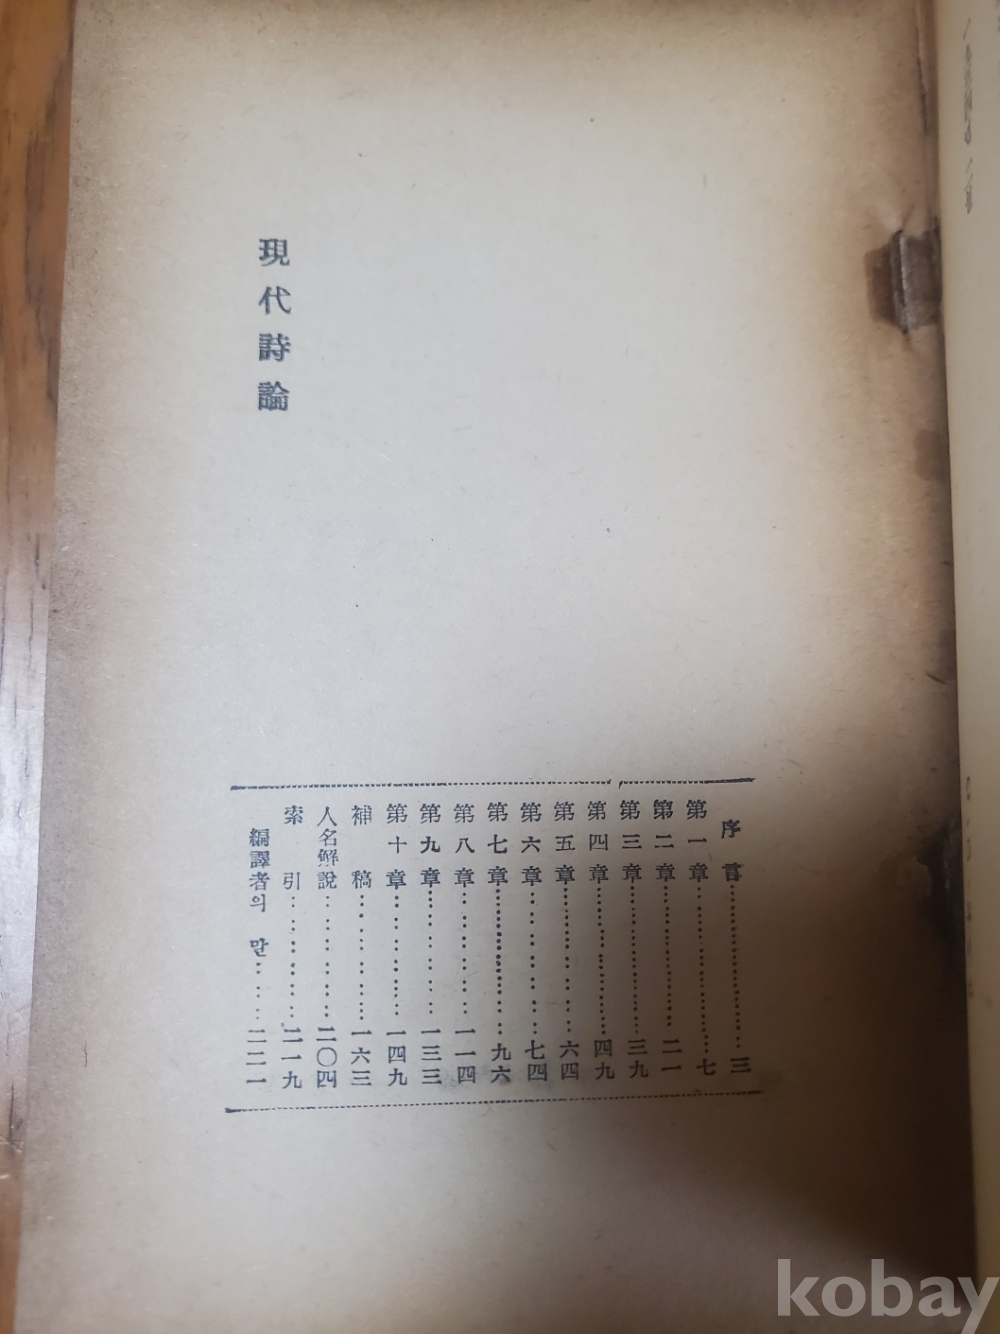 現代詩論
序言……三
第一章……七
第二章……二一
第三章……三九
第四章……四九
第五章……六四
第六章……七四
第七章……九六
第八章……一一四
第九章……一三三
第十章……一四九
補稿……一六三
人名解説……二〇四
索引……二一九
編譯者의 말……二二一
kobay